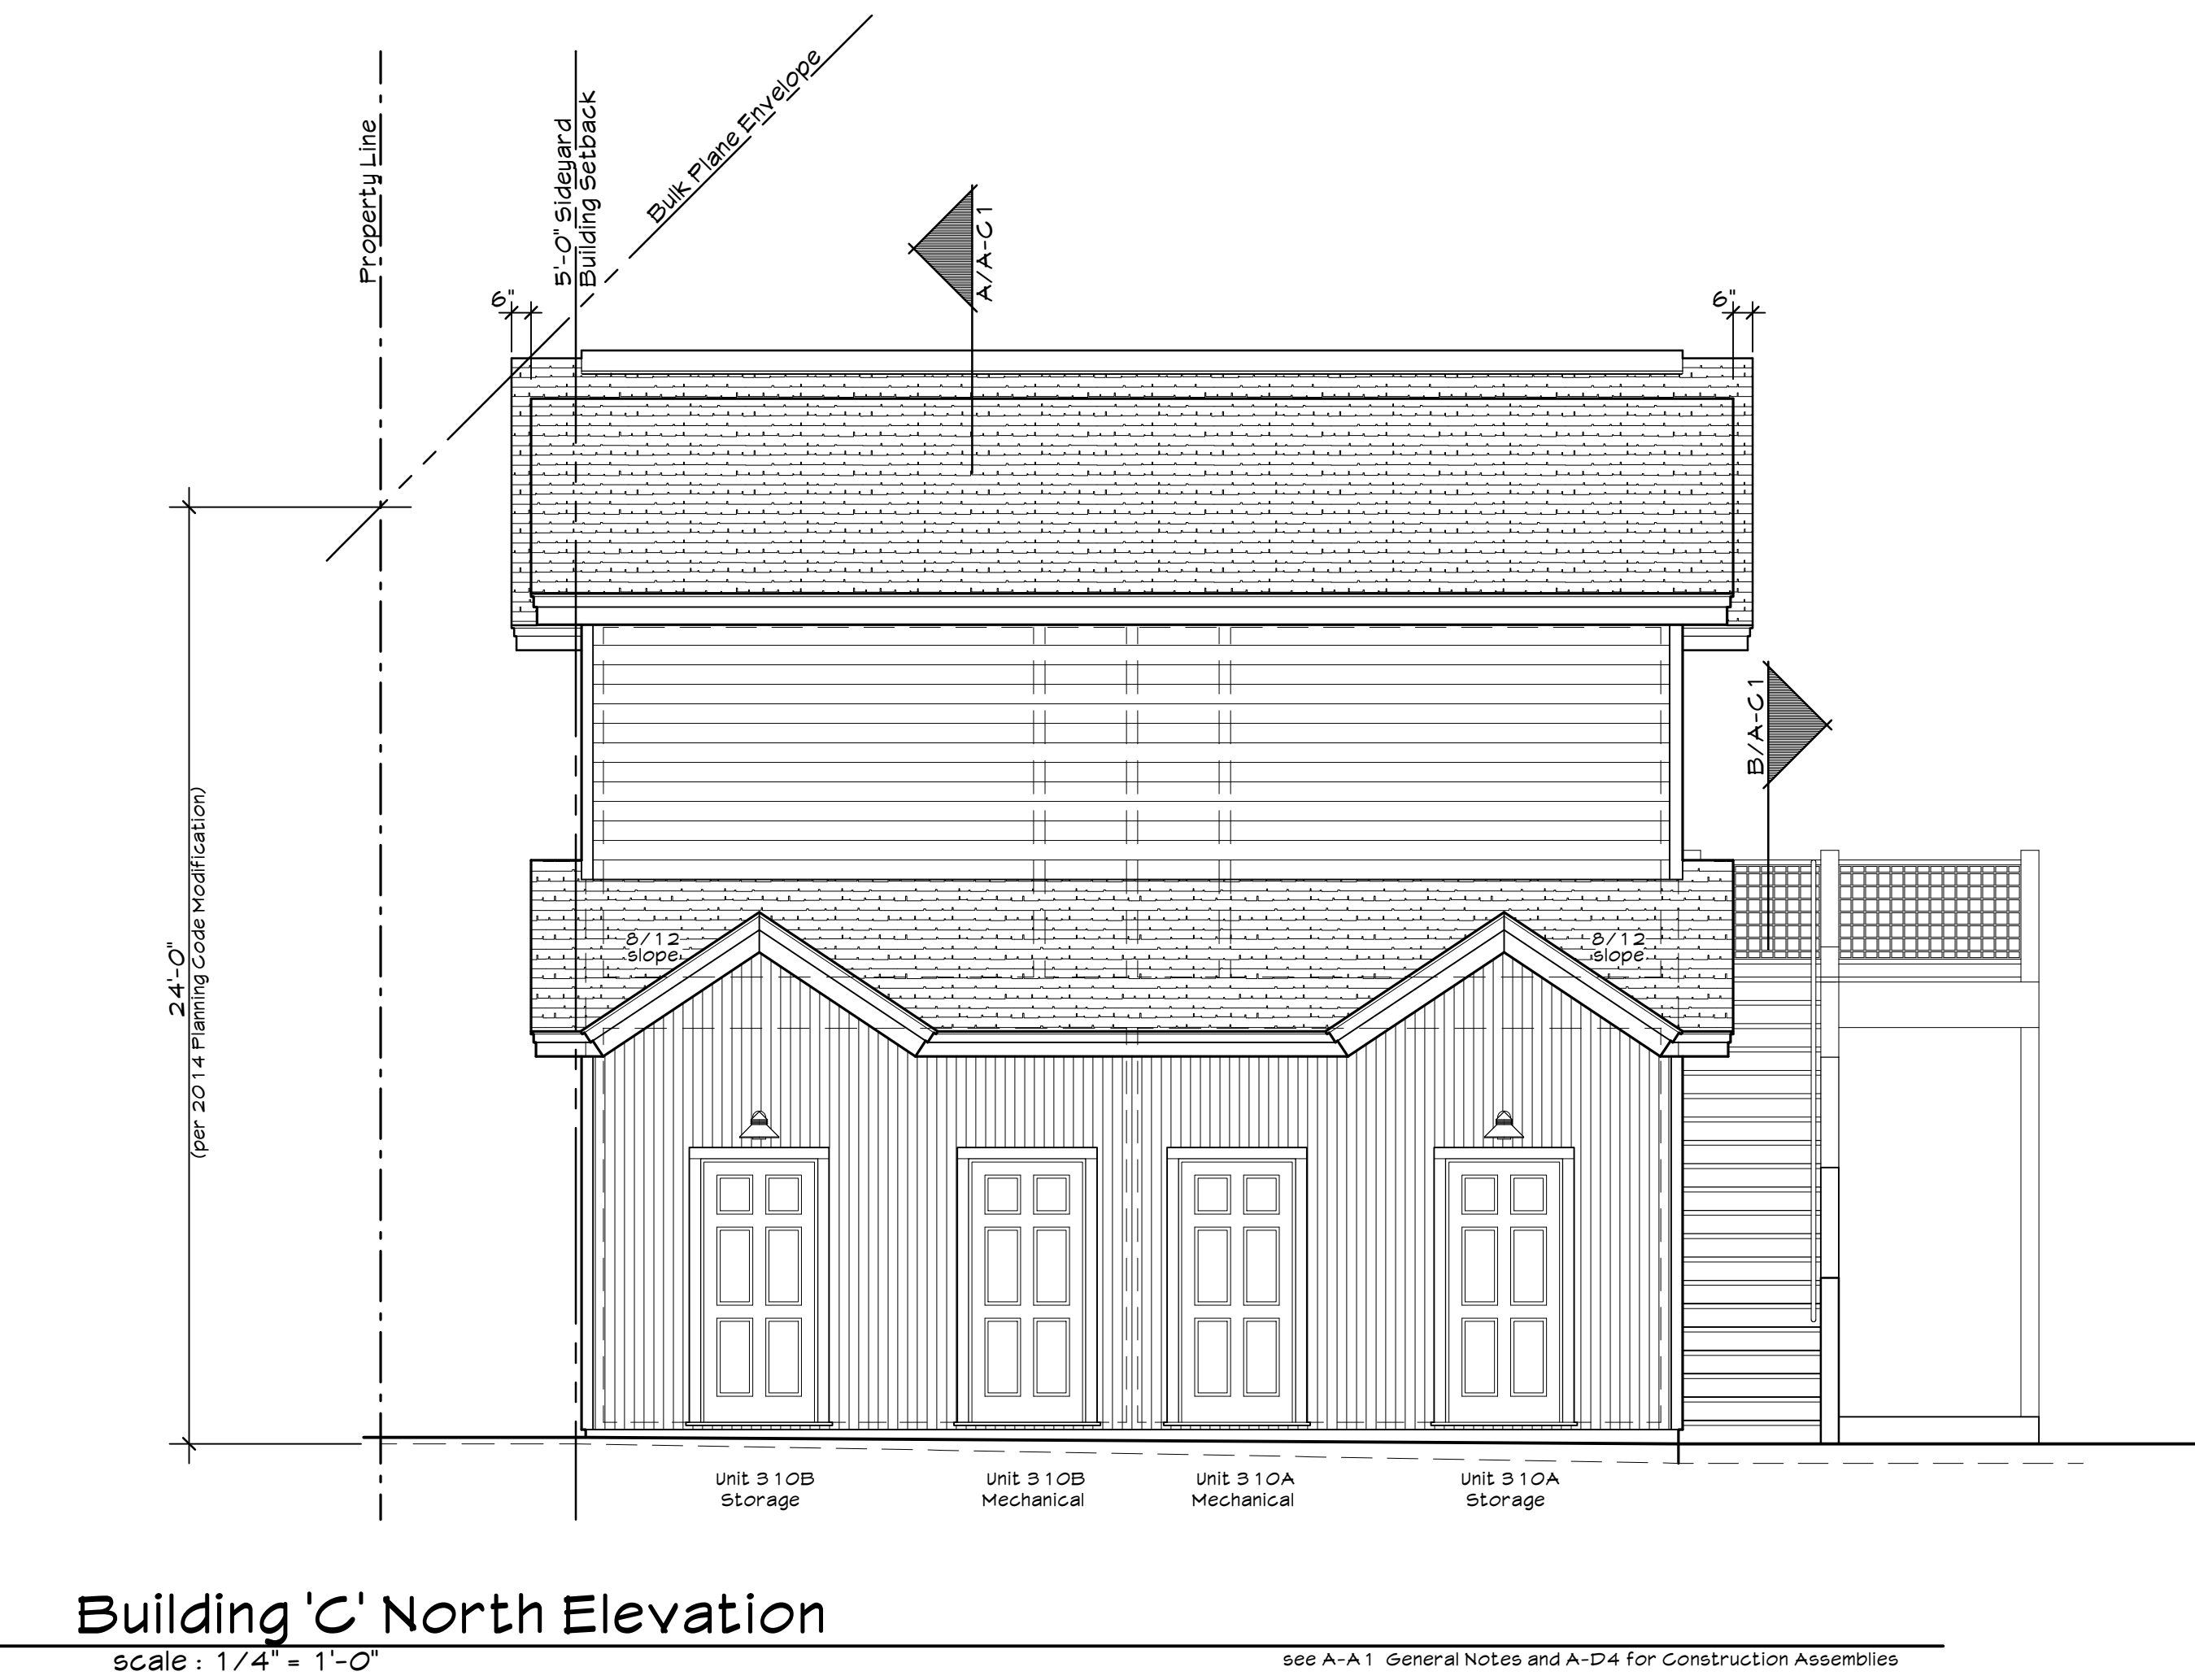 Property Line
5'-0" Sideyard
Building Setback
Bulk Plane Envelope
A/A-C1
6"
6"
B/A-C1
24'-0"
(per 2014 Planning Code Modification)
8/12
slope
8/12
slope
Unit 310B
Storage
Unit 310B
Mechanical
Unit 310A
Mechanical
Unit 310A
Storage
Building 'C' North Elevation
scale : 1/4" = 1'-0"
see A-A1 General Notes and A-D4 for Construction Assemblies